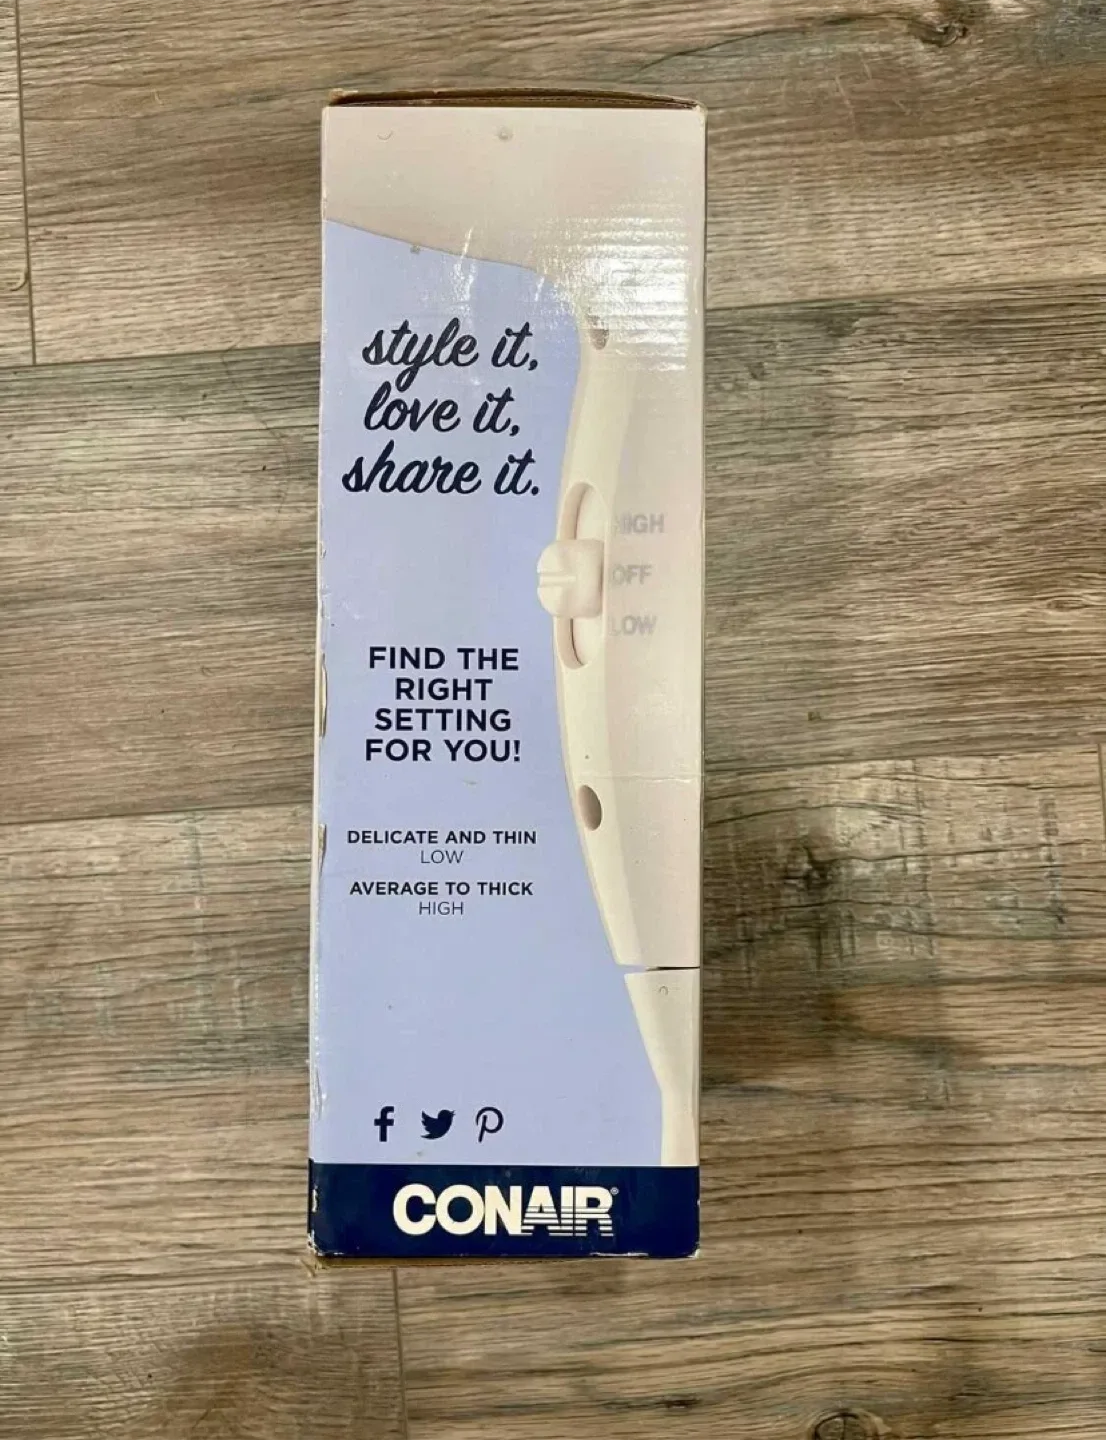 style it,
love it,
share it.
HIGH
OFF
LOW
FIND THE
RIGHT
SETTING
FOR YOU!
DELICATE AND THIN
LOW
AVERAGE TO THICK
HIGH
CONAIR®